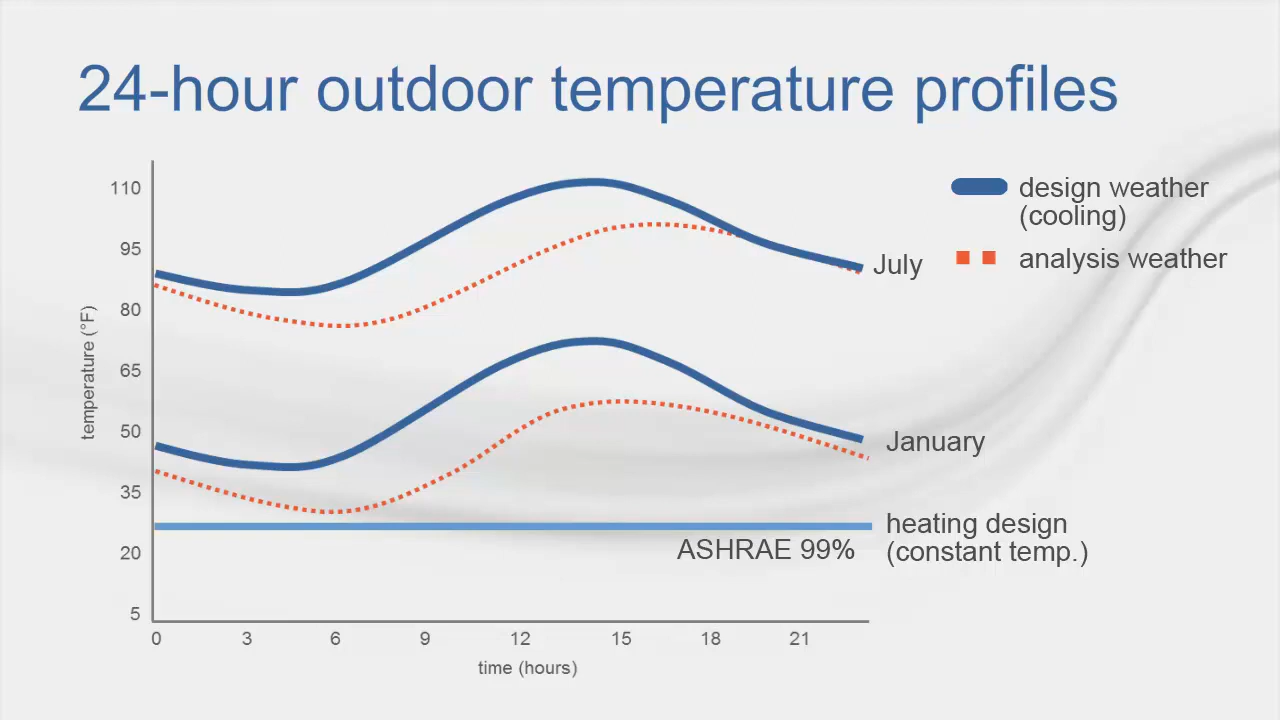 24-hour outdoor temperature profiles
110
95
80
65
50
35
20
5
temperature (°F)
0 3 6 9 12 15 18 21
time (hours)
design weather
(cooling)
analysis weather
July
January
heating design
(constant temp.)
ASHRAE 99%